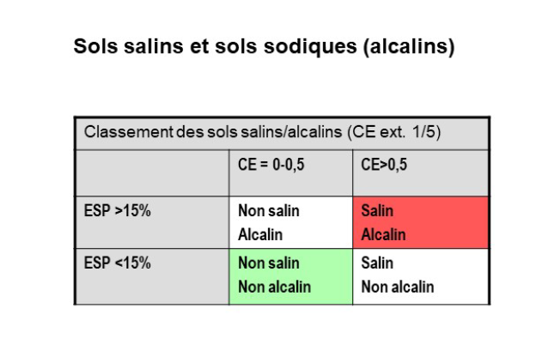 Sols salins et sols sodiques (alcalins)
Classement des sols salins/alcalins (CE ext. 1/5)
CE = 0-0,5 CE>0,5
ESP >15% Non salin Salin
Alcalin Alcalin
ESP <15% Non salin Salin
Non alcalin Non alcalin